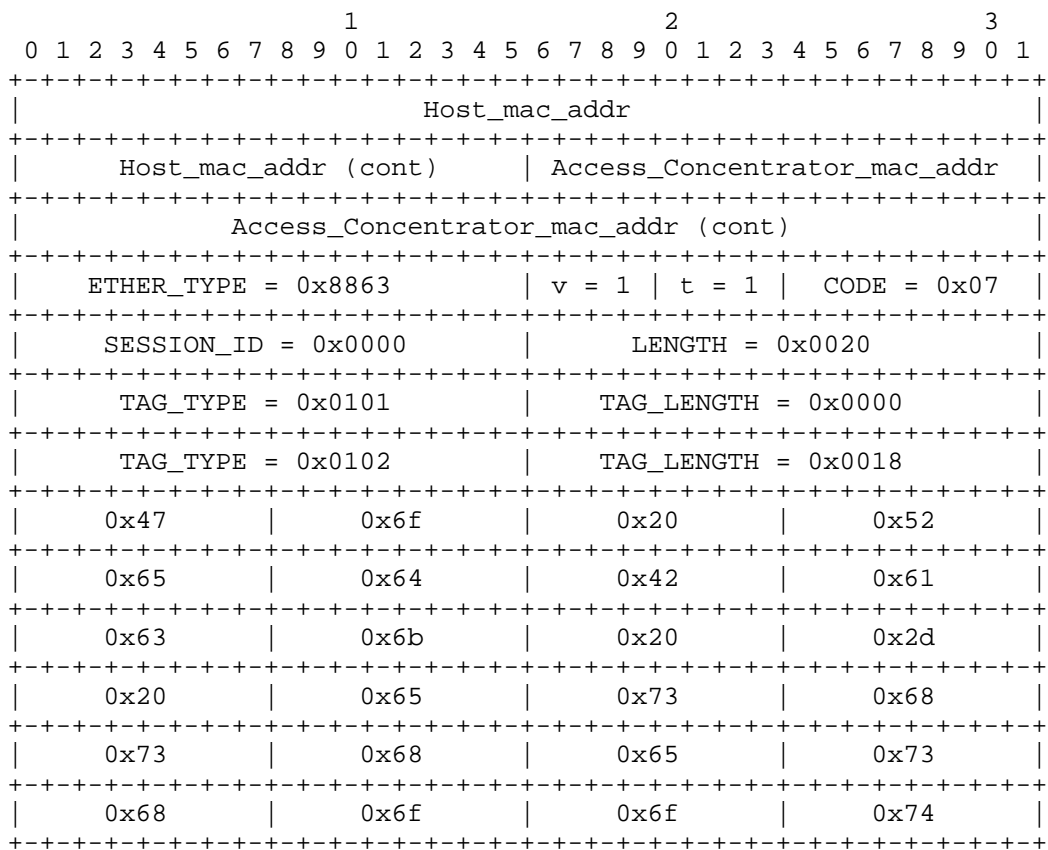 1                   2                   3
 0 1 2 3 4 5 6 7 8 9 0 1 2 3 4 5 6 7 8 9 0 1 2 3 4 5 6 7 8 9 0 1
+-+-+-+-+-+-+-+-+-+-+-+-+-+-+-+-+-+-+-+-+-+-+-+-+-+-+-+-+-+-+-+-+
|                         Host_mac_addr                         |
+-+-+-+-+-+-+-+-+-+-+-+-+-+-+-+-+-+-+-+-+-+-+-+-+-+-+-+-+-+-+-+-+
|      Host_mac_addr (cont)     | Access_Concentrator_mac_addr  |
+-+-+-+-+-+-+-+-+-+-+-+-+-+-+-+-+-+-+-+-+-+-+-+-+-+-+-+-+-+-+-+-+
|             Access_Concentrator_mac_addr (cont)               |
+-+-+-+-+-+-+-+-+-+-+-+-+-+-+-+-+-+-+-+-+-+-+-+-+-+-+-+-+-+-+-+-+
|    ETHER_TYPE = 0x8863        | v = 1 | t = 1 |  CODE = 0x07  |
+-+-+-+-+-+-+-+-+-+-+-+-+-+-+-+-+-+-+-+-+-+-+-+-+-+-+-+-+-+-+-+-+
|     SESSION_ID = 0x0000       |      LENGTH = 0x0020          |
+-+-+-+-+-+-+-+-+-+-+-+-+-+-+-+-+-+-+-+-+-+-+-+-+-+-+-+-+-+-+-+-+
|      TAG_TYPE = 0x0101        |    TAG_LENGTH = 0x0000        |
+-+-+-+-+-+-+-+-+-+-+-+-+-+-+-+-+-+-+-+-+-+-+-+-+-+-+-+-+-+-+-+-+
|      TAG_TYPE = 0x0102        |    TAG_LENGTH = 0x0018        |
+-+-+-+-+-+-+-+-+-+-+-+-+-+-+-+-+-+-+-+-+-+-+-+-+-+-+-+-+-+-+-+-+
|     0x47      |     0x6f      |     0x20      |     0x52      |
+-+-+-+-+-+-+-+-+-+-+-+-+-+-+-+-+-+-+-+-+-+-+-+-+-+-+-+-+-+-+-+-+
|     0x65      |     0x64      |     0x42      |     0x61      |
+-+-+-+-+-+-+-+-+-+-+-+-+-+-+-+-+-+-+-+-+-+-+-+-+-+-+-+-+-+-+-+-+
|     0x63      |     0x6b      |     0x20      |     0x2d      |
+-+-+-+-+-+-+-+-+-+-+-+-+-+-+-+-+-+-+-+-+-+-+-+-+-+-+-+-+-+-+-+-+
|     0x20      |     0x65      |     0x73      |     0x68      |
+-+-+-+-+-+-+-+-+-+-+-+-+-+-+-+-+-+-+-+-+-+-+-+-+-+-+-+-+-+-+-+-+
|     0x73      |     0x68      |     0x65      |     0x73      |
+-+-+-+-+-+-+-+-+-+-+-+-+-+-+-+-+-+-+-+-+-+-+-+-+-+-+-+-+-+-+-+-+
|     0x68      |     0x6f      |     0x6f      |     0x74      |
+-+-+-+-+-+-+-+-+-+-+-+-+-+-+-+-+-+-+-+-+-+-+-+-+-+-+-+-+-+-+-+-+